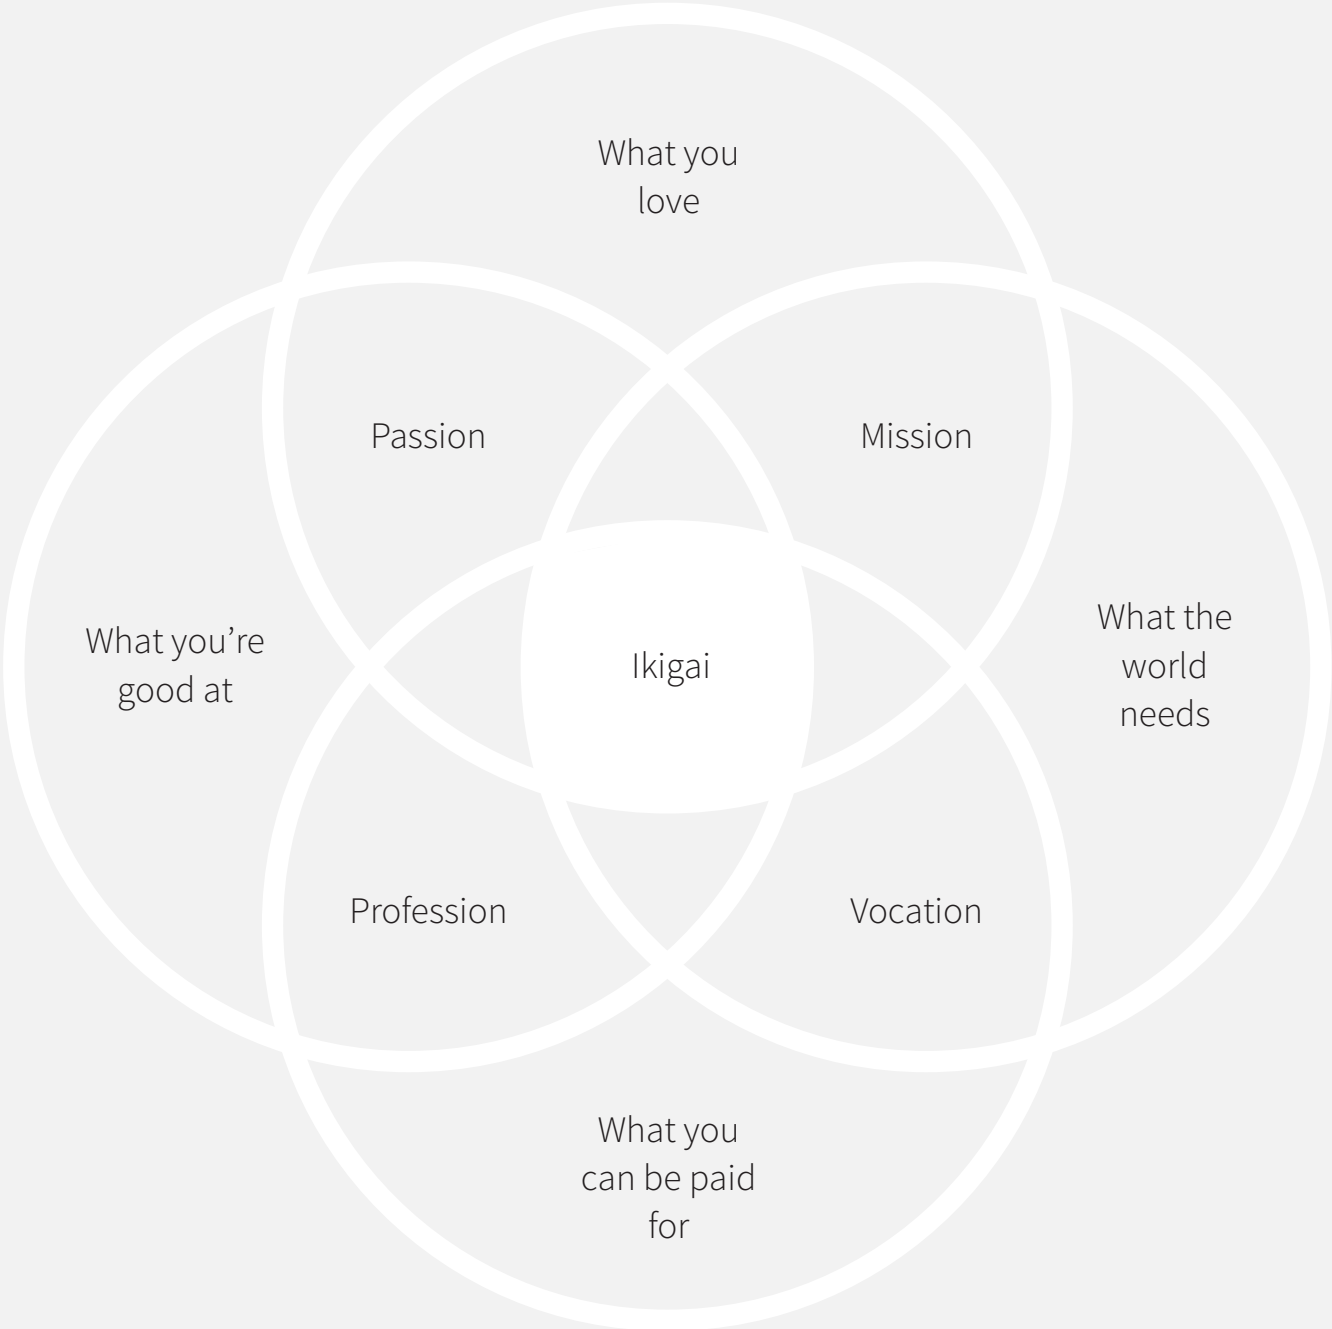 What you
love
Passion
Mission
What you’re
good at
Ikigai
What the
world
needs
Profession
Vocation
What you
can be paid
for